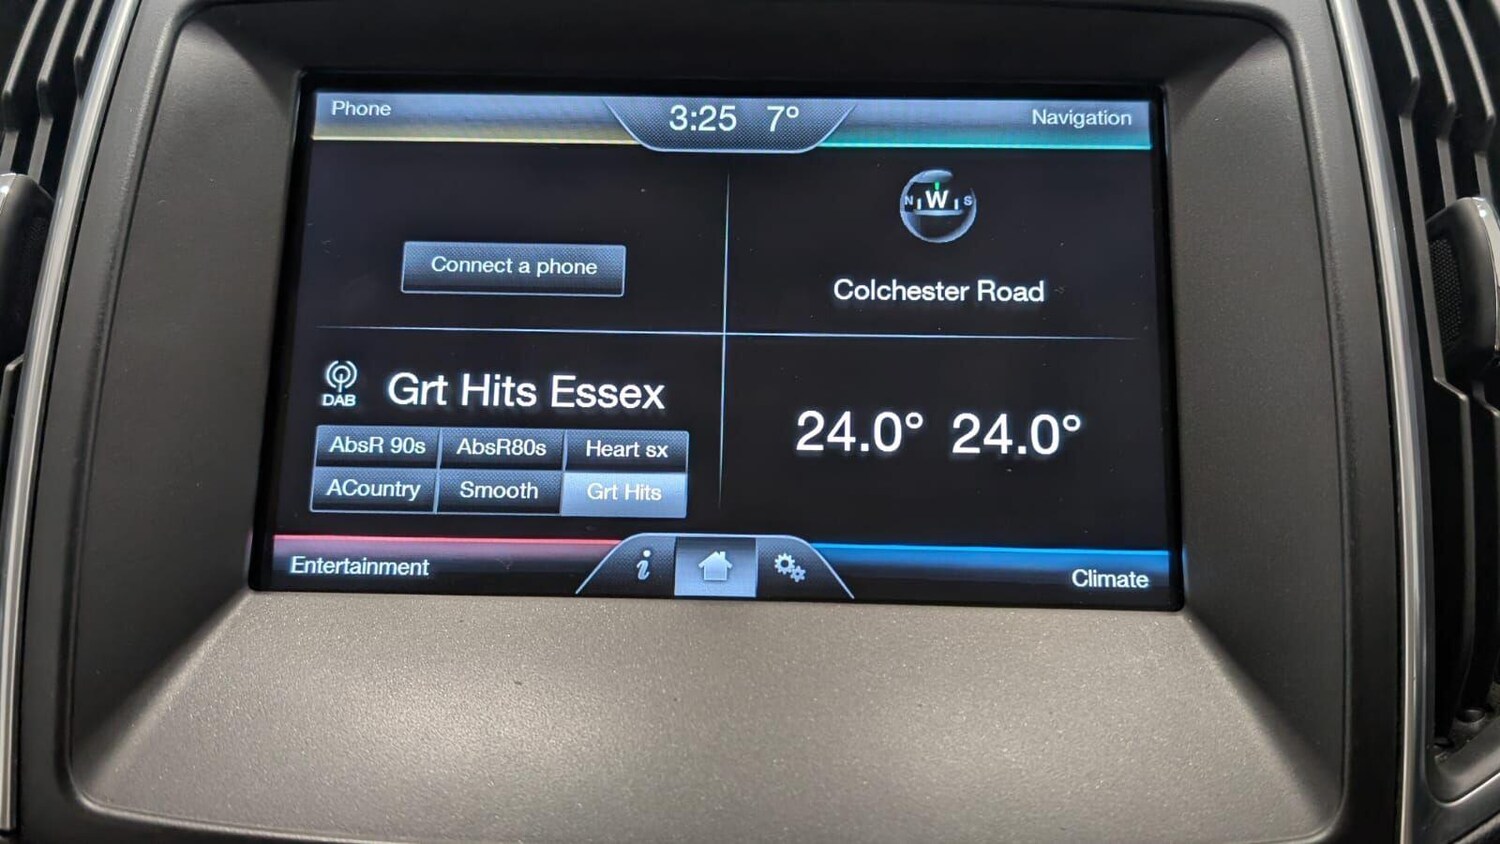 Phone
3:25 7°
Navigation
Connect a phone
N W S
Colchester Road
DAB
Grt Hits Essex
AbsR 90s AbsR80s Heart sx
ACountry Smooth Grt Hits
24.0° 24.0°
Entertainment
i
Climate